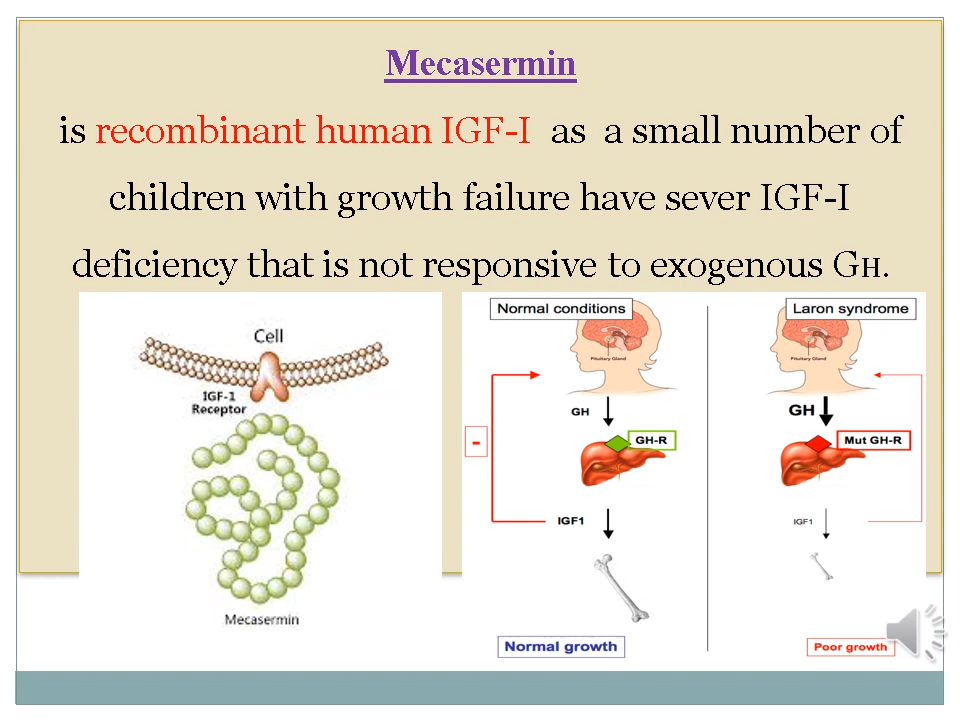 Mecasermin
is recombinant human IGF-I as a small number of
children with growth failure have sever IGF-I
deficiency that is not responsive to exogenous GH.
Cell
IGF-1
Receptor
Mecasermin
Normal conditions
Pituitary Gland
GH
GH-R
-
IGF1
Normal growth
Laron syndrome
Pituitary Gland
GH
Mut GH-R
IGF1
Poor growth